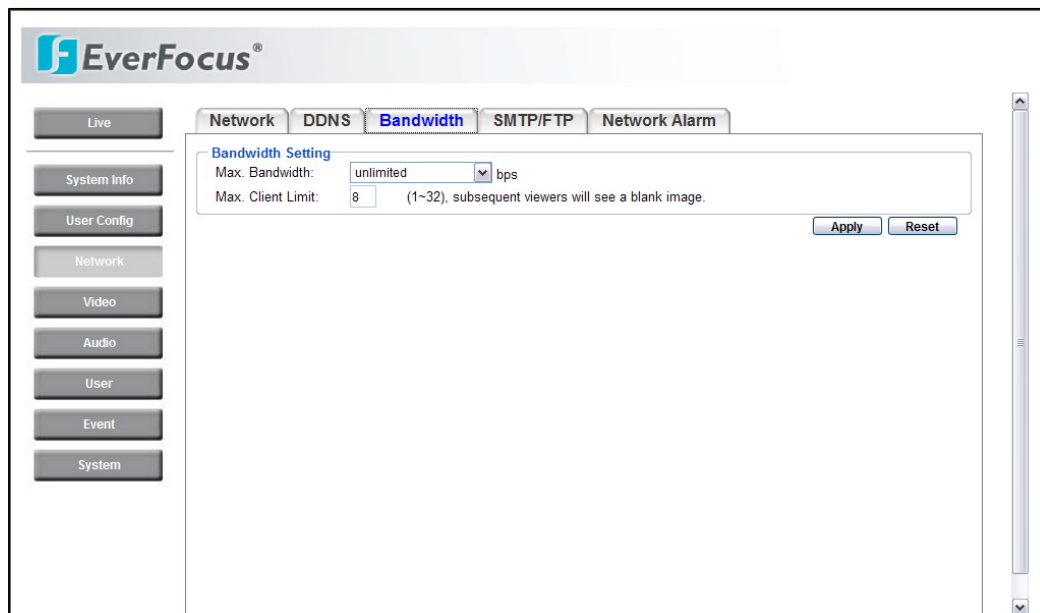 EverFocus®
Live
System Info
User Config
Network
Video
Audio
User
Event
System
Network DDNS Bandwidth SMTP/FTP Network Alarm
Bandwidth Setting
Max. Bandwidth: unlimited bps
Max. Client Limit: 8 (1~32), subsequent viewers will see a blank image.
Apply Reset